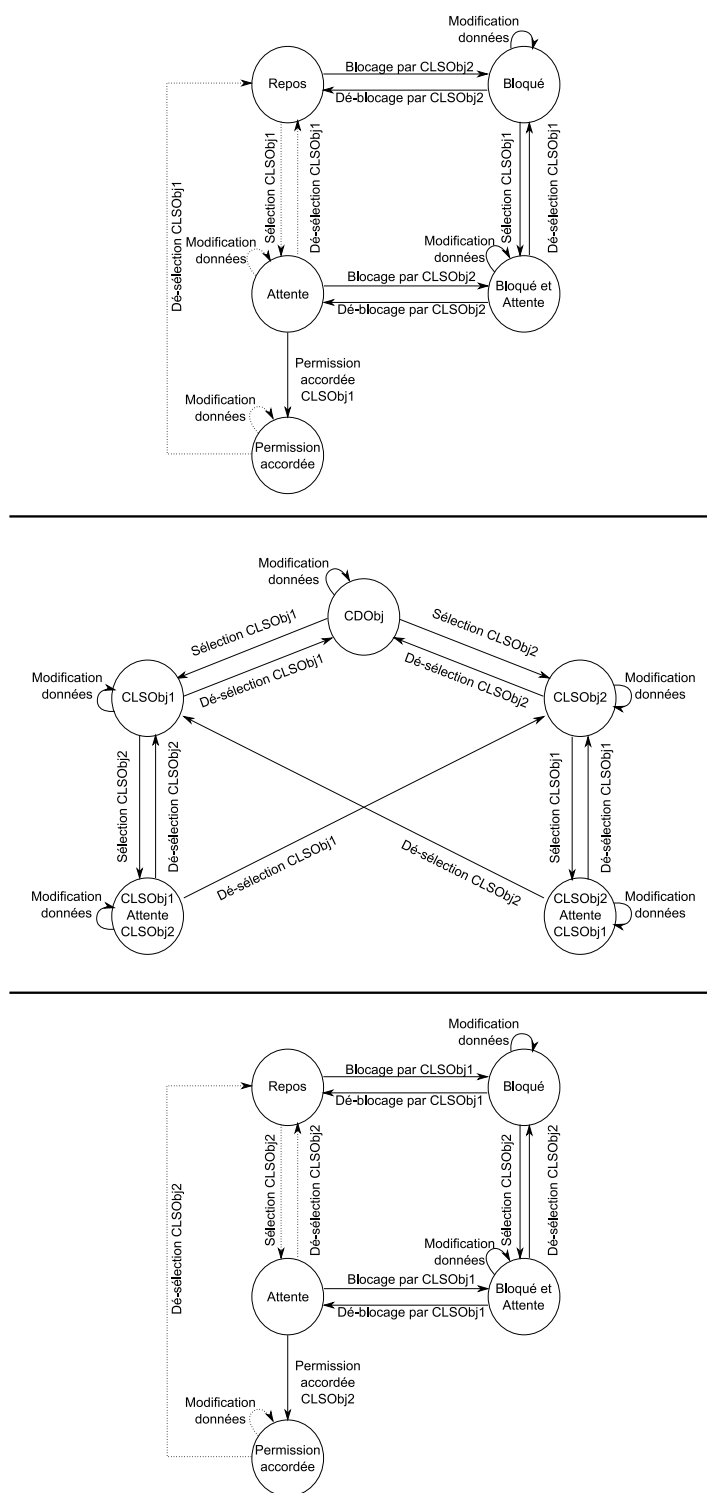 Modification
données
Blocage par CLSObj2
Repos
Bloqué
Dé-blocage par CLSObj2
Dé-sélection CLSObj1
Sélection CLSObj1
Dé-sélection CLSObj1
Sélection CLSObj1
Dé-sélection CLSObj1
Modification
données
Modification
données
Attente
Blocage par CLSObj2
Dé-blocage par CLSObj2
Bloqué et
Attente
Permission
accordée
CLSObj1
Modification
données
Permission
accordée
Modification
données
CDObj
Sélection CLSObj1
Sélection CLSObj2
Dé-sélection CLSObj1
Dé-sélection CLSObj2
Modification
données
CLSObj1
CLSObj2
Modification
données
Sélection CLSObj2
Dé-sélection CLSObj2
Sélection CLSObj1
Dé-sélection CLSObj1
Dé-sélection CLSObj1
Dé-sélection CLSObj2
Modification
données
CLSObj1
Attente
CLSObj2
CLSObj2
Attente
CLSObj1
Modification
données
Modification
données
Blocage par CLSObj1
Repos
Bloqué
Dé-blocage par CLSObj1
Dé-sélection CLSObj2
Sélection CLSObj2
Dé-sélection CLSObj2
Sélection CLSObj2
Dé-sélection CLSObj2
Modification
données
Attente
Blocage par CLSObj1
Dé-blocage par CLSObj1
Bloqué et
Attente
Permission
accordée
CLSObj2
Modification
données
Permission
accordée